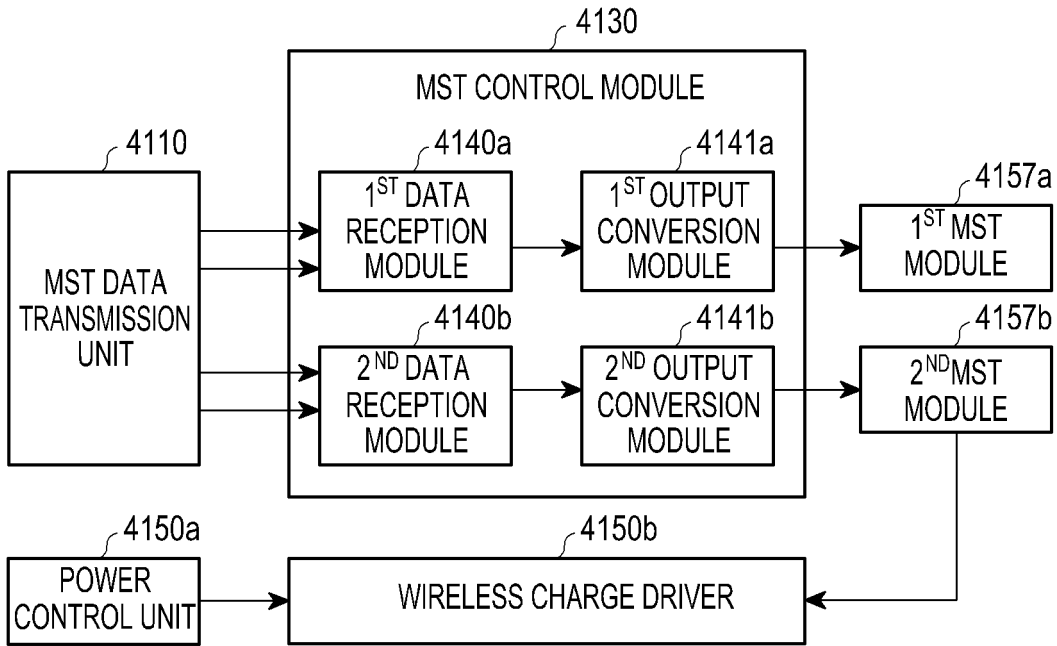 4130
MST CONTROL MODULE
4110
MST DATA
TRANSMISSION
UNIT
4140a
1ST DATA
RECEPTION
MODULE
4141a
1ST OUTPUT
CONVERSION
MODULE
4157a
1ST MST
MODULE
4140b
2ND DATA
RECEPTION
MODULE
4141b
2ND OUTPUT
CONVERSION
MODULE
4157b
2ND MST
MODULE
4150a
POWER
CONTROL UNIT
4150b
WIRELESS CHARGE DRIVER